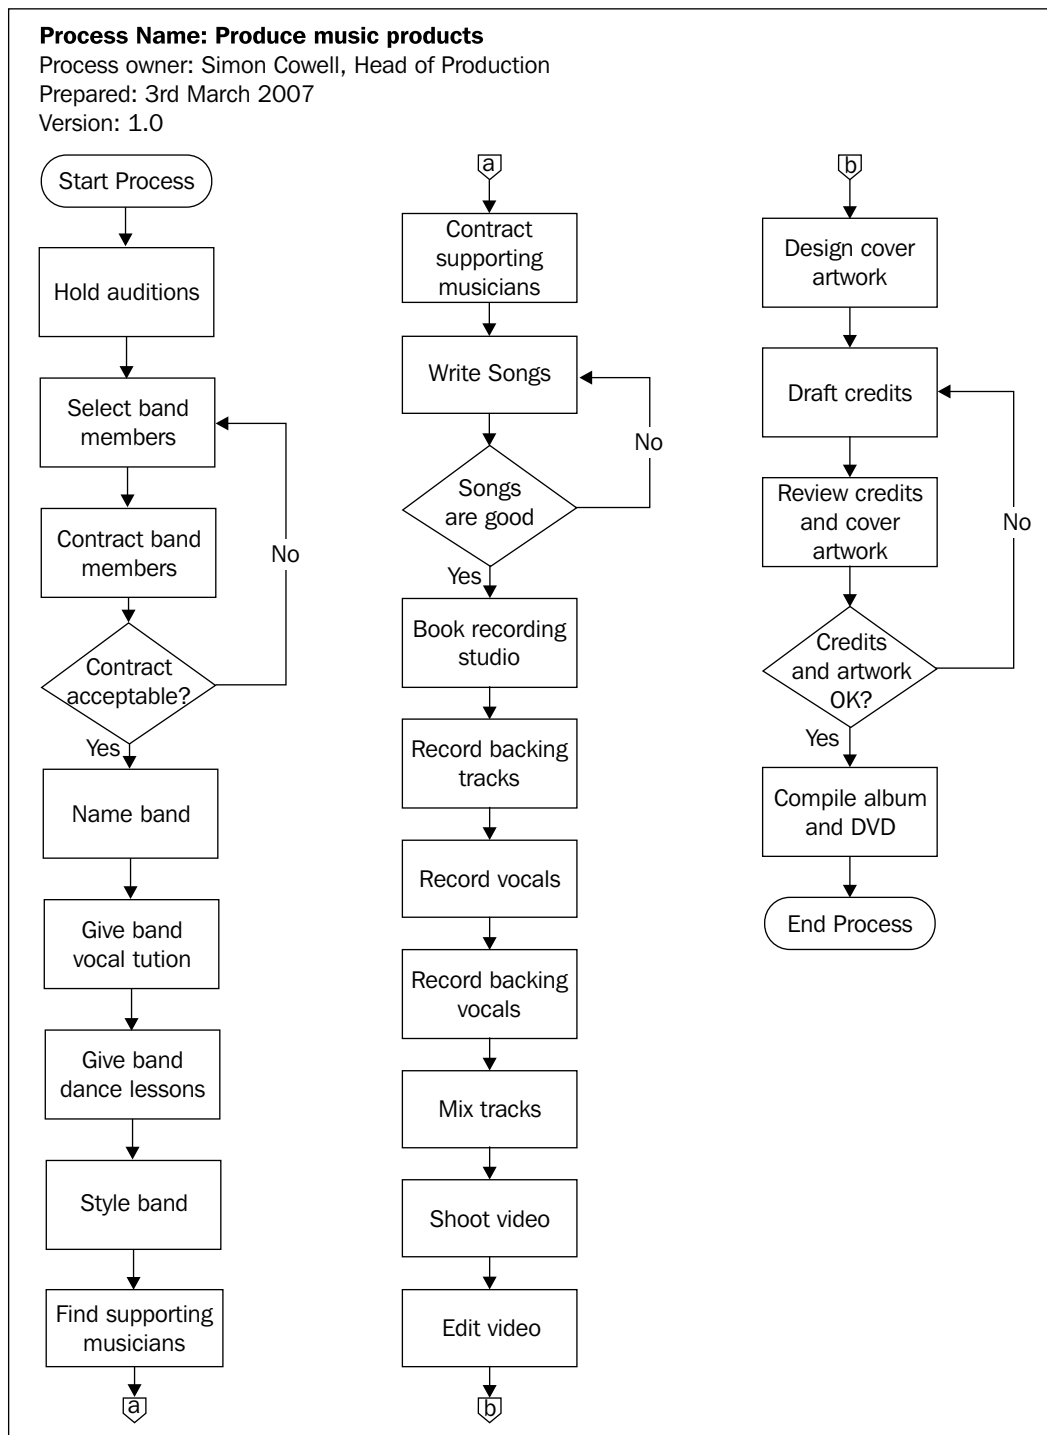 Process Name: Produce music products
Process owner: Simon Cowell, Head of Production
Prepared: 3rd March 2007
Version: 1.0
Start Process
Hold auditions
Select band
members
Contract band
members
No
Contract
acceptable?
Yes
Name band
Give band
vocal tution
Give band
dance lessons
Style band
Find supporting
musicians
a
a
Contract
supporting
musicians
Write Songs
No
Songs
are good
Yes
Book recording
studio
Record backing
tracks
Record vocals
Record backing
vocals
Mix tracks
Shoot video
Edit video
b
b
Design cover
artwork
Draft credits
Review credits
and cover
artwork
No
Credits
and artwork
OK?
Yes
Compile album
and DVD
End Process